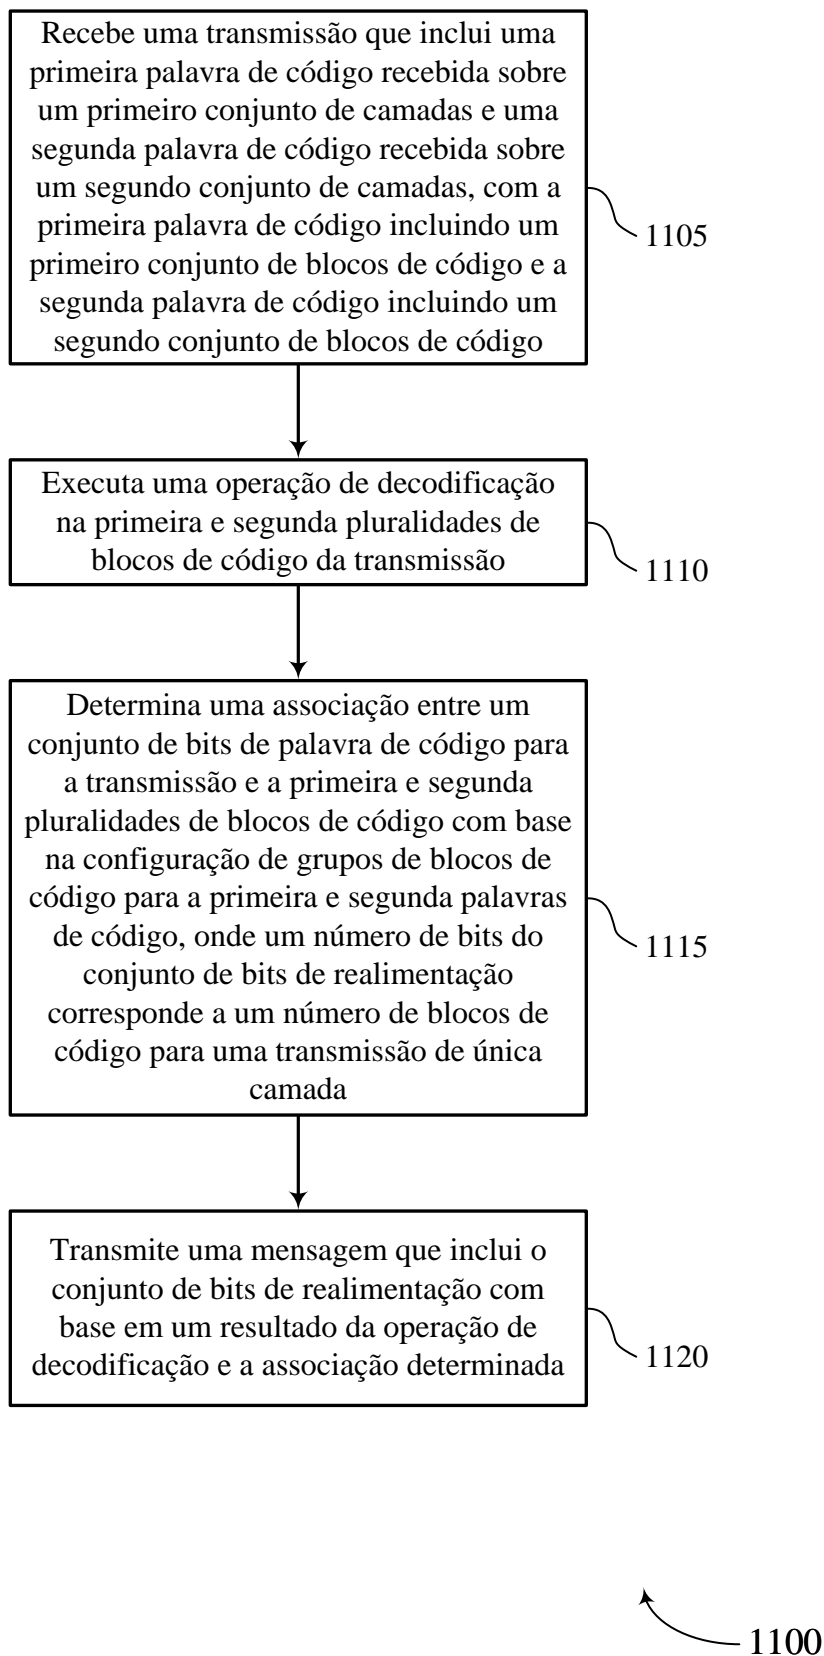 Recebe uma transmissão que inclui uma
primeira palavra de código recebida sobre
um primeiro conjunto de camadas e uma
segunda palavra de código recebida sobre
um segundo conjunto de camadas, com a
primeira palavra de código incluindo um
primeiro conjunto de blocos de código e a
segunda palavra de código incluindo um
segundo conjunto de blocos de código
1105
Executa uma operação de decodificação
na primeira e segunda pluralidades de
blocos de código da transmissão
1110
Determina uma associação entre um
conjunto de bits de palavra de código para
a transmissão e a primeira e segunda
pluralidades de blocos de código com base
na configuração de grupos de blocos de
código para a primeira e segunda palavras
de código, onde um número de bits do
conjunto de bits de realimentação
corresponde a um número de blocos de
código para uma transmissão de única
camada
1115
Transmite uma mensagem que inclui o
conjunto de bits de realimentação com
base em um resultado da operação de
decodificação e a associação determinada
1120
1100